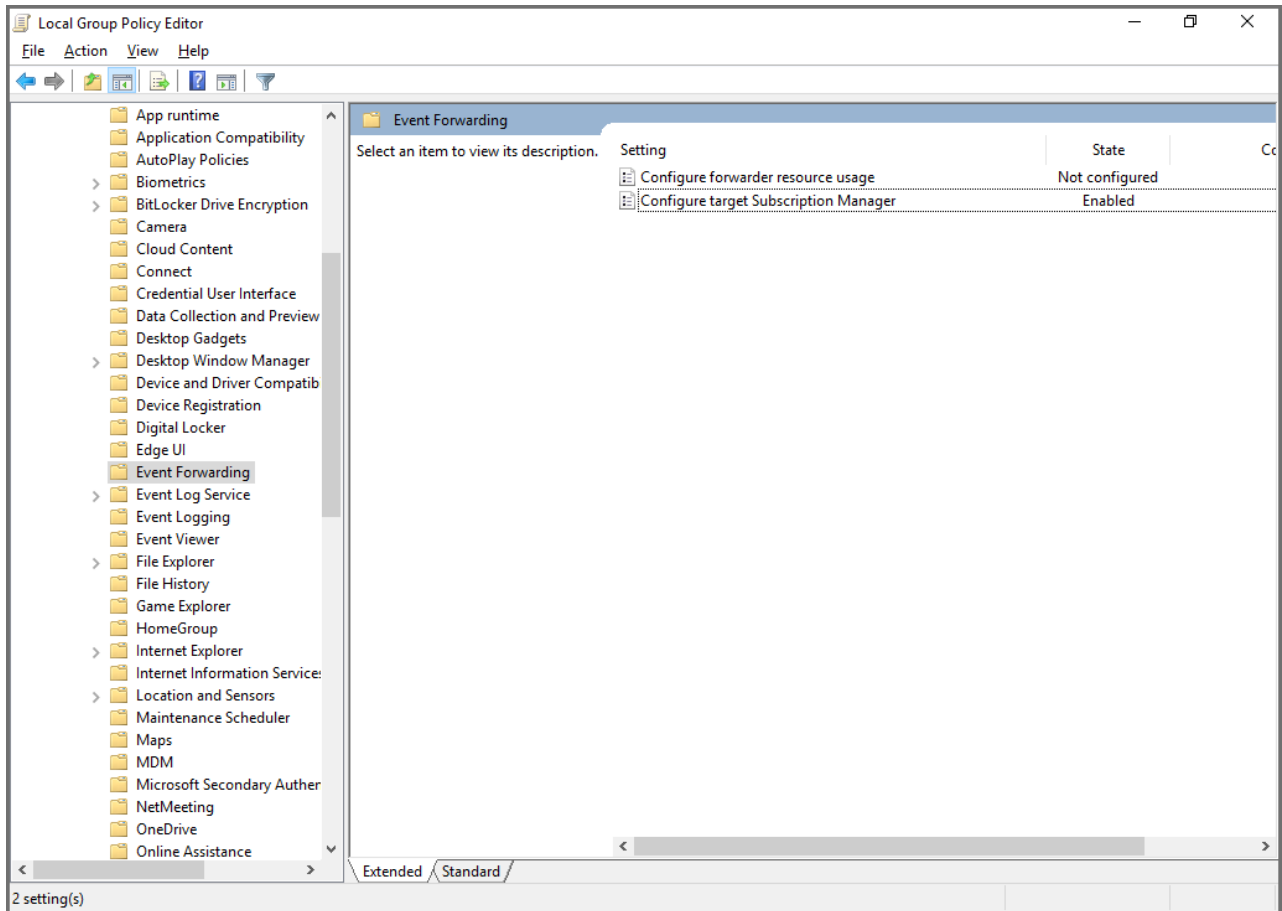 Local Group Policy Editor
File Action View Help
App runtime
Application Compatibility
AutoPlay Policies
Biometrics
BitLocker Drive Encryption
Camera
Cloud Content
Connect
Credential User Interface
Data Collection and Preview
Desktop Gadgets
Desktop Window Manager
Device and Driver Compatib
Device Registration
Digital Locker
Edge UI
Event Forwarding
Event Log Service
Event Logging
Event Viewer
File Explorer
File History
Game Explorer
HomeGroup
Internet Explorer
Internet Information Services
Location and Sensors
Maintenance Scheduler
Maps
MDM
Microsoft Secondary Auther
NetMeeting
OneDrive
Online Assistance
Event Forwarding
Select an item to view its description.
Setting State Cc
Configure forwarder resource usage Not configured
Configure target Subscription Manager Enabled
Extended Standard
2 setting(s)